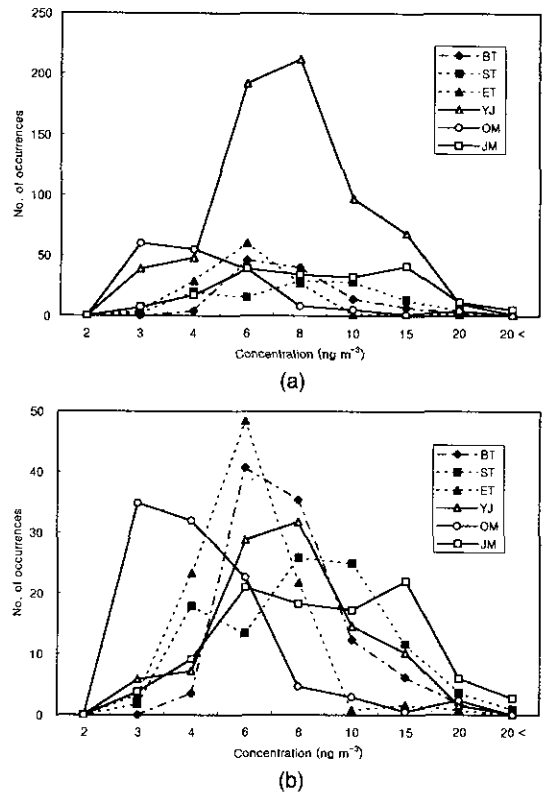 250
200
150
100
50
0
No. of occurrences
BT
ST
ET
YJ
OM
JM
2 3 4 6 8 10 15 20 20 <
Concentration (ng m⁻³)
(a)
50
40
30
20
10
0
No. of occurrences
BT
ST
ET
YJ
OM
JM
2 3 4 6 8 10 15 20 20 <
Concentration (ng m⁻³)
(b)